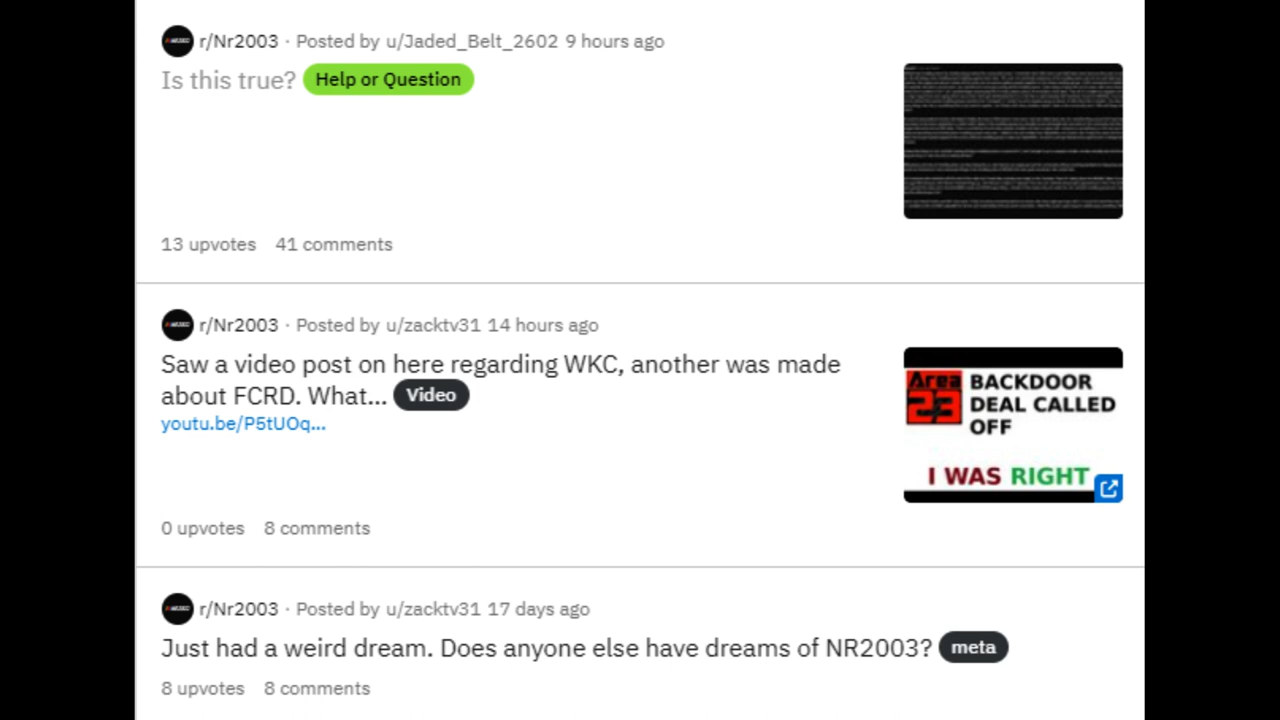 r/Nr2003 · Posted by u/Jaded_Belt_2602 9 hours ago
Is this true? Help or Question
13 upvotes 41 comments
r/Nr2003 · Posted by u/zacktv31 14 hours ago
Saw a video post on here regarding WKC, another was made
about FCRD. What... Video
youtu.be/P5tUOq...
Area
23
BACKDOOR
DEAL CALLED
OFF
I WAS RIGHT
0 upvotes 8 comments
r/Nr2003 · Posted by u/zacktv31 17 days ago
Just had a weird dream. Does anyone else have dreams of NR2003? meta
8 upvotes 8 comments